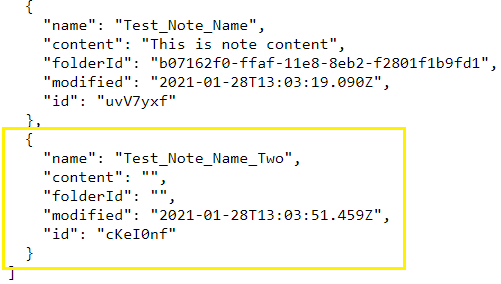 {
"name": "Test_Note_Name",
"content": "This is note content",
"folderId": "b07162f0-ffaf-11e8-8eb2-f2801f1b9fd1",
"modified": "2021-01-28T13:03:19.090Z",
"id": "uvV7yxf"
},
{
"name": "Test_Note_Name_Two",
"content": "",
"folderId": "",
"modified": "2021-01-28T13:03:51.459Z",
"id": "cKeI0nf"
}
]